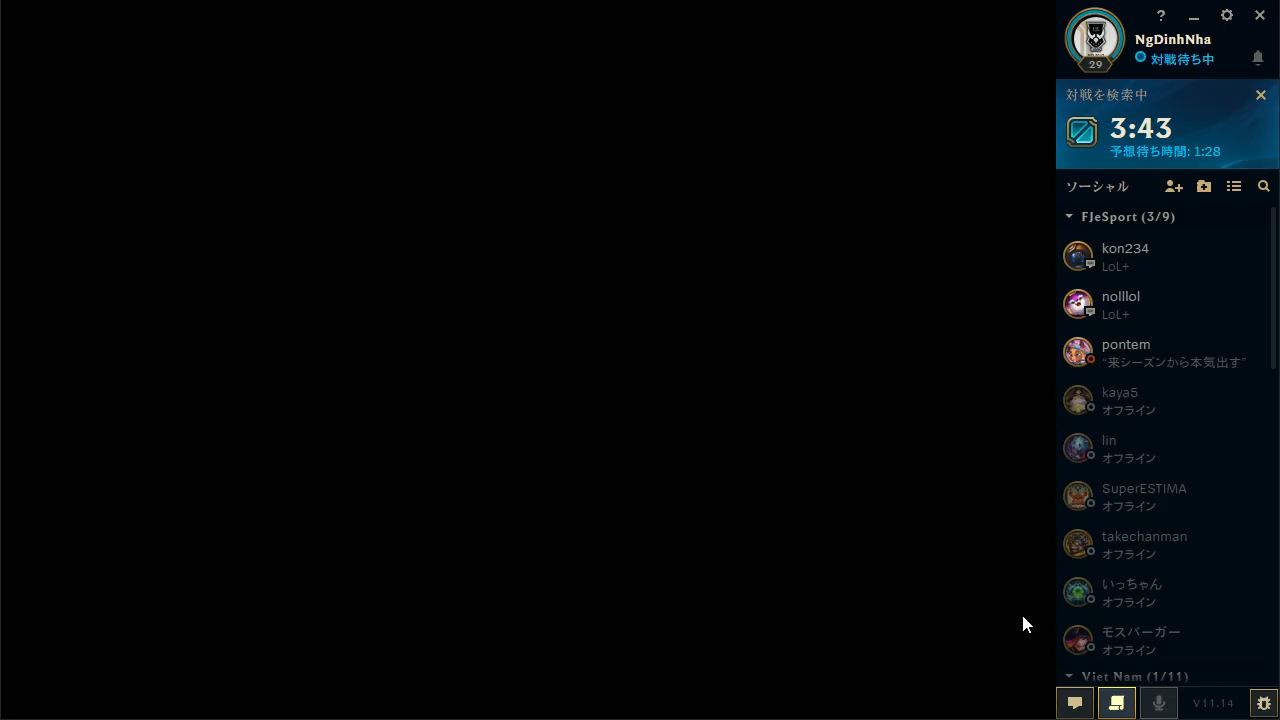 ?
NgDinhNha
対戦待ち中
29
対戦を検索中
3:43
予想待ち時間: 1:28
ソーシャル
FJeSport (3/9)
kon234
LoL+
nolllol
LoL+
pontem
“来シーズンから本気出す”
kaya5
オフライン
lin
オフライン
SuperESTIMA
オフライン
takechanman
オフライン
いっちゃん
オフライン
モスバーガー
オフライン
Viet Nam (1/11)
V11.14